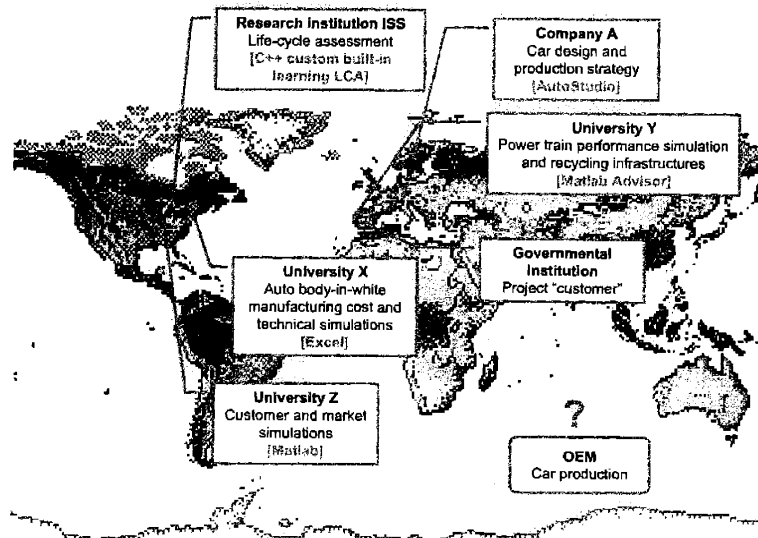 Research Institution ISS
Life-cycle assessment
[C++ custom built-in
learning LCA]
Company A
Car design and
production strategy
[AutoStudio]
University Y
Power train performance simulation
and recycling infrastructures
[Matlab Advisor]
Governmental
Institution
Project "customer"
University X
Auto body-in-white
manufacturing cost and
technical simulations
[Excel]
University Z
Customer and market
simulations
[Matlab]
?
OEM
Car production